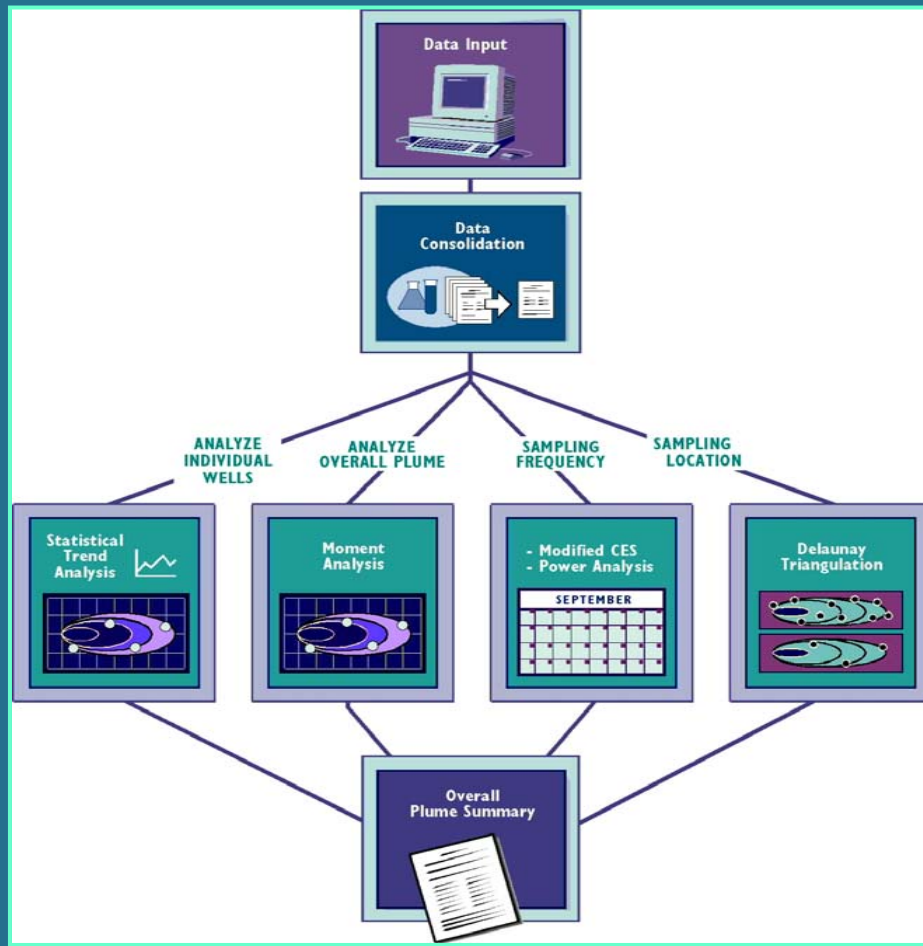 Data Input
Data
Consolidation
ANALYZE
INDIVIDUAL
WELLS
ANALYZE
OVERALL PLUME
SAMPLING
FREQUENCY
SAMPLING
LOCATION
Statistical
Trend
Analysis
Moment
Analysis
- Modified CES
- Power Analysis
SEPTEMBER
Delaunay
Triangulation
Overall
Plume Summary